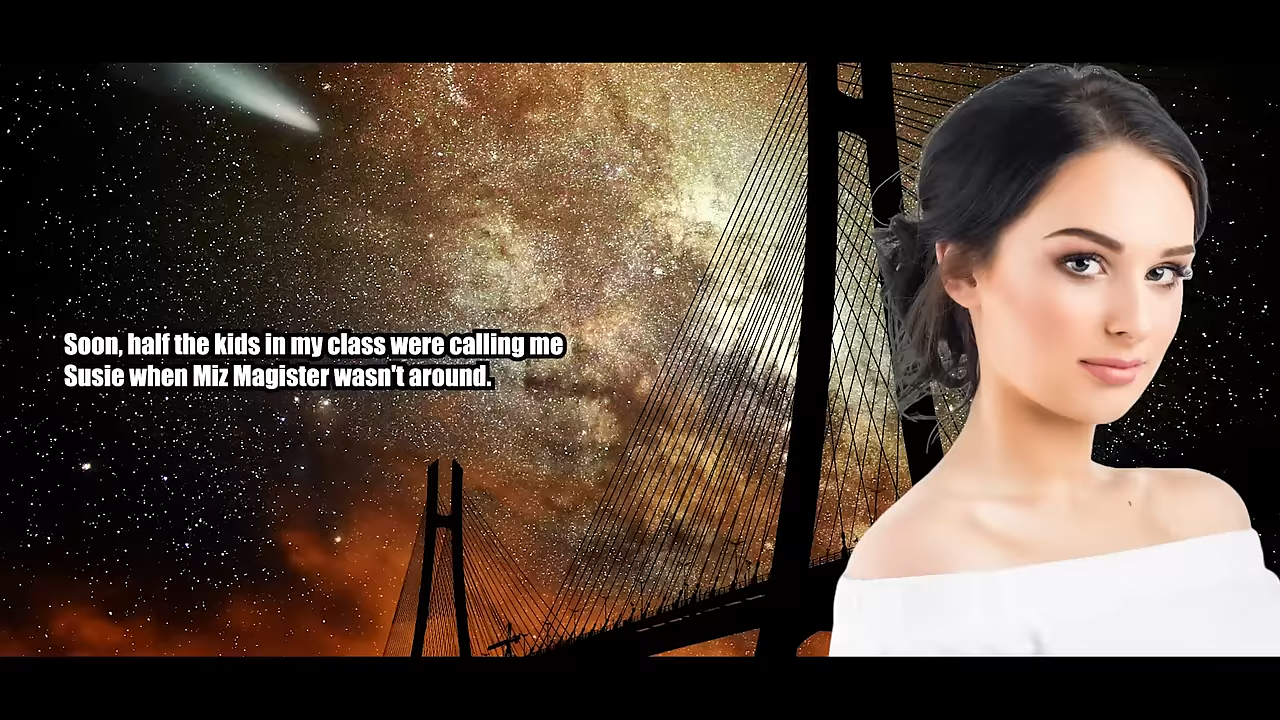 Soon, half the kids in my class were calling me
Susie when Miz Magister wasn't around.